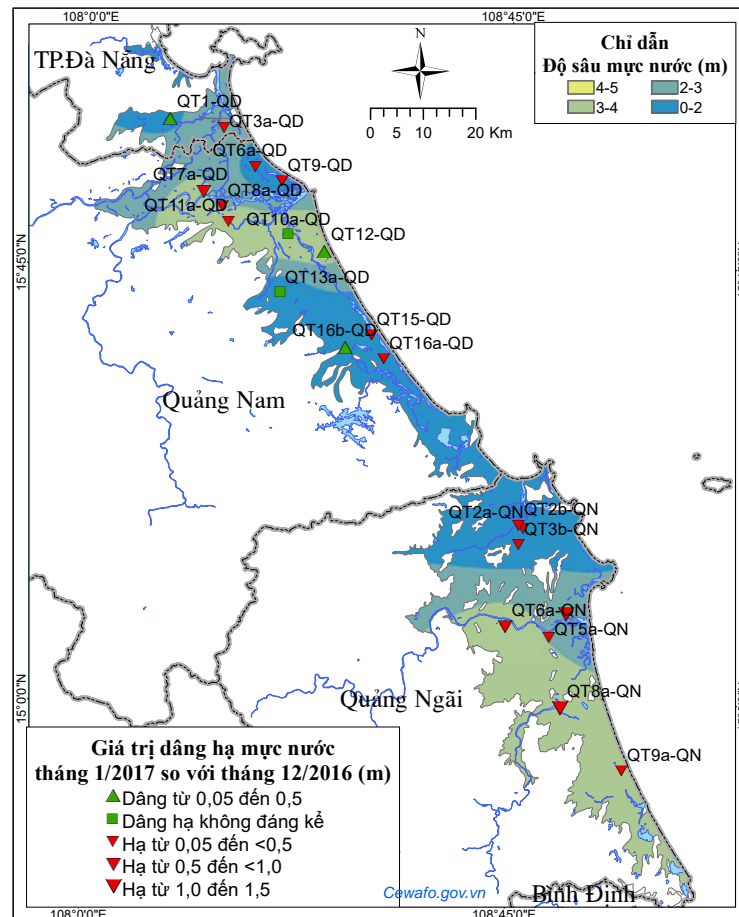 108°0'0"E
108°45'0"E
TP.Đà Nẵng
N
0 5 10 20 Km
Chỉ dẫn
Độ sâu mực nước (m)
4-5
2-3
3-4
0-2
QT1-QD
QT3a-QD
QT6a-QD
QT9-QD
QT7a-QD
QT8a-QD
QT11a-QD
QT10a-QD
QT12-QD
15°45'0"N
QT13a-QD
QT15-QD
QT16b-QD
QT16a-QD
Quảng Nam
QT2a-QN
QT2b-QN
QT3b-QN
QT6a-QN
QT5a-QN
Quảng Ngãi
QT8a-QN
15°0'0"N
QT9a-QN
Giá trị dâng hạ mực nước
tháng 1/2017 so với tháng 12/2016 (m)
Dâng từ 0,05 đến 0,5
Dâng hạ không đáng kể
Hạ từ 0,05 đến <0,5
Hạ từ 0,5 đến <1,0
Hạ từ 1,0 đến 1,5
Cewafo.gov.vn
Bình Định
108°0'0"E
108°45'0"E